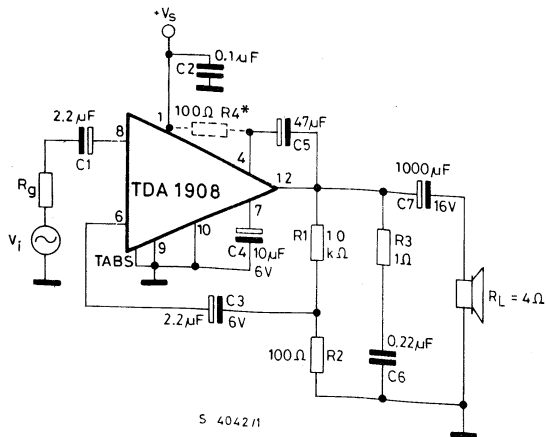 +Vs
0.1µF
C2
2.2µF
1
100Ω R4*
47µF
C5
8
4
C1
TDA 1908
12
1000µF
C7
16V
Rg
6
7
10
9
C4
10µF
6V
R1
10
kΩ
R3
1Ω
Vi
TABS
RL = 4Ω
C3
2.2µF
6V
100Ω
R2
0.22µF
C6
S 4042/1